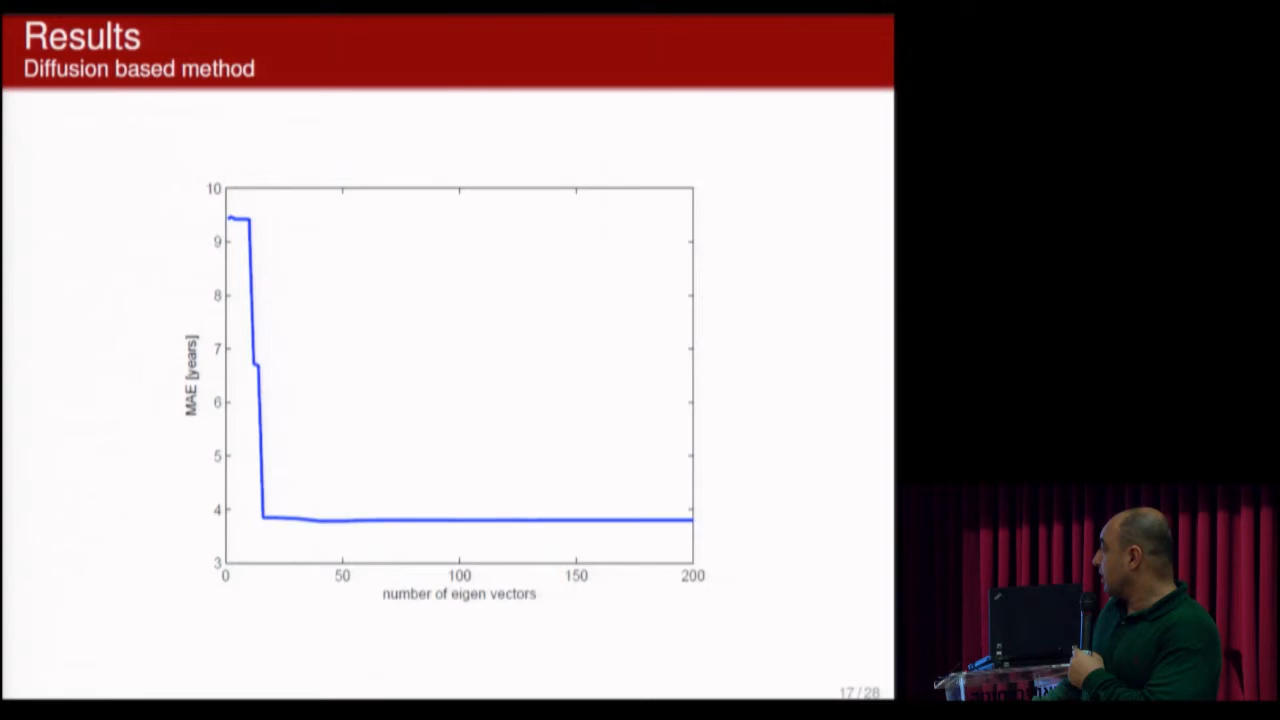 Results
Diffusion based method
10
9
8
7
6
5
4
3
MAE [years]
0 50 100 150 200
number of eigen vectors
17 / 28